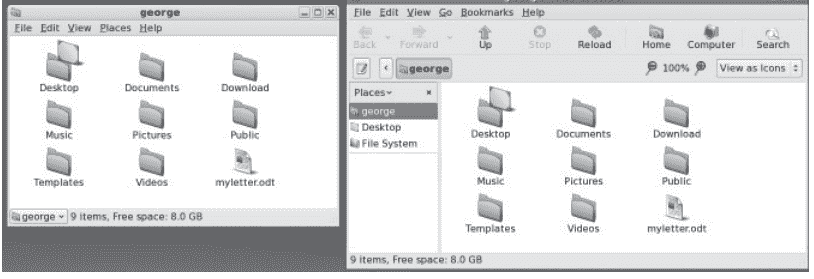 george
File Edit View Places Help
Desktop Documents Download
Music Pictures Public
Templates Videos myletter.odt
george 9 items, Free space: 8.0 GB
File Edit View Go Bookmarks Help
Back Forward Up Stop Reload Home Computer Search
george 100% View as Icons
Places
george
Desktop
File System
Desktop Documents Download
Music Pictures Public
Templates Videos myletter.odt
9 items, Free space: 8.0 GB